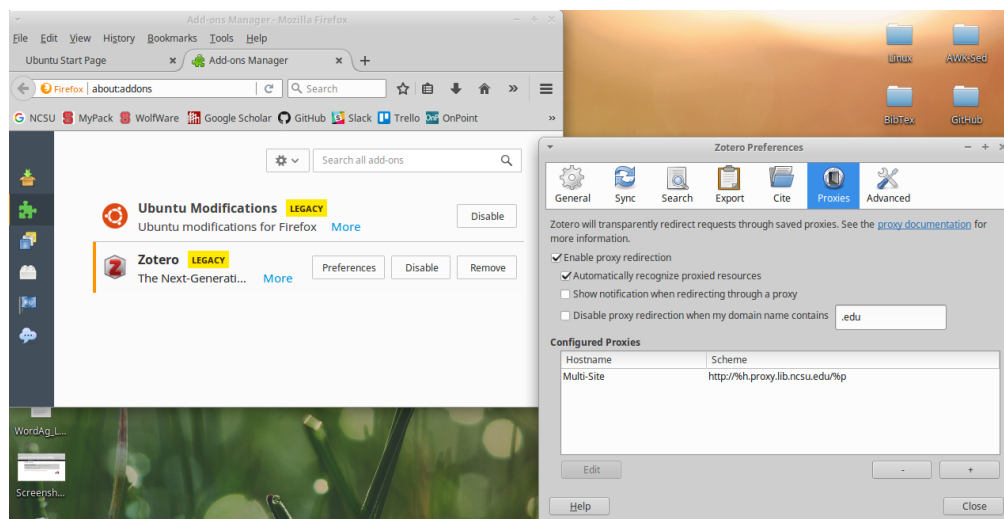 Add-ons Manager - Mozilla Firefox
File Edit View History Bookmarks Tools Help
Ubuntu Start Page
Add-ons Manager
Firefox about:addons
Search
NCSU MyPack WolfWare Google Scholar GitHub Slack Trello OnPoint »
Search all add-ons
Ubuntu Modifications LEGACY
Ubuntu modifications for Firefox More
Disable
Zotero LEGACY
The Next-Generati... More
Preferences Disable Remove
WordAg_L...
Screensh...
Linux AWK-Sed
BibTex GitHub
Zotero Preferences
General Sync Search Export Cite Proxies Advanced
Zotero will transparently redirect requests through saved proxies. See the proxy documentation for
more information.
Enable proxy redirection
Automatically recognize proxied resources
Show notification when redirecting through a proxy
Disable proxy redirection when my domain name contains .edu
Configured Proxies
Hostname Scheme
Multi-Site http://%h.proxy.lib.ncsu.edu/%p
Edit - +
Help Close